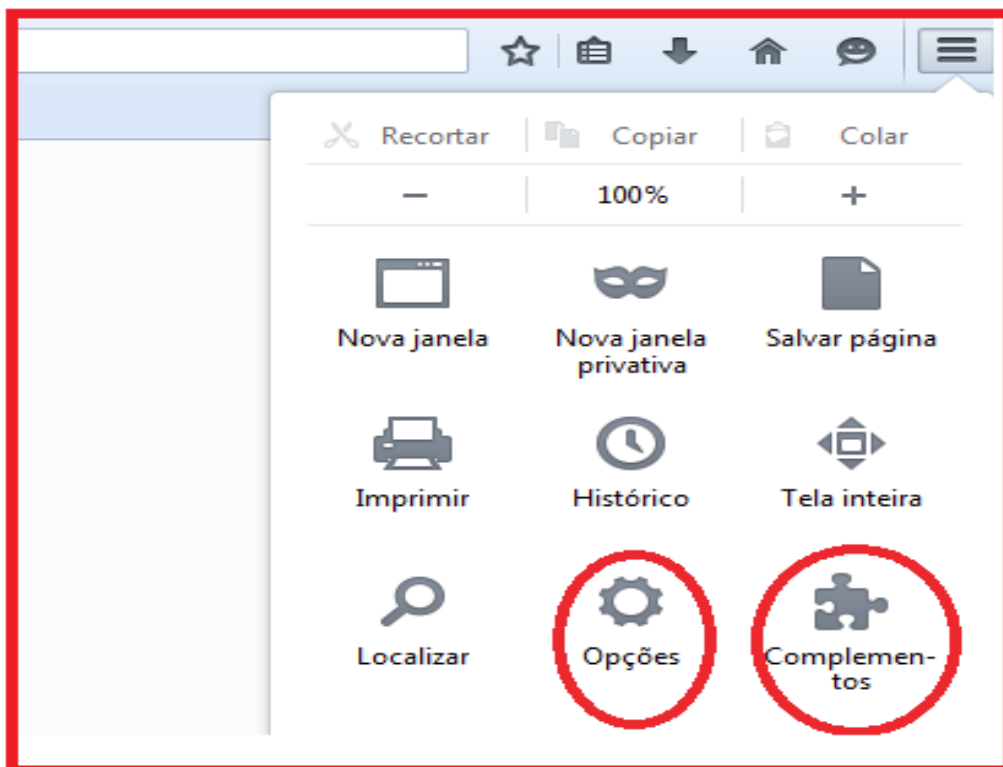 Recortar
Copiar
Colar
100%
Nova janela
Nova janela
privativa
Salvar página
Imprimir
Histórico
Tela inteira
Localizar
Opções
Complemen-
tos